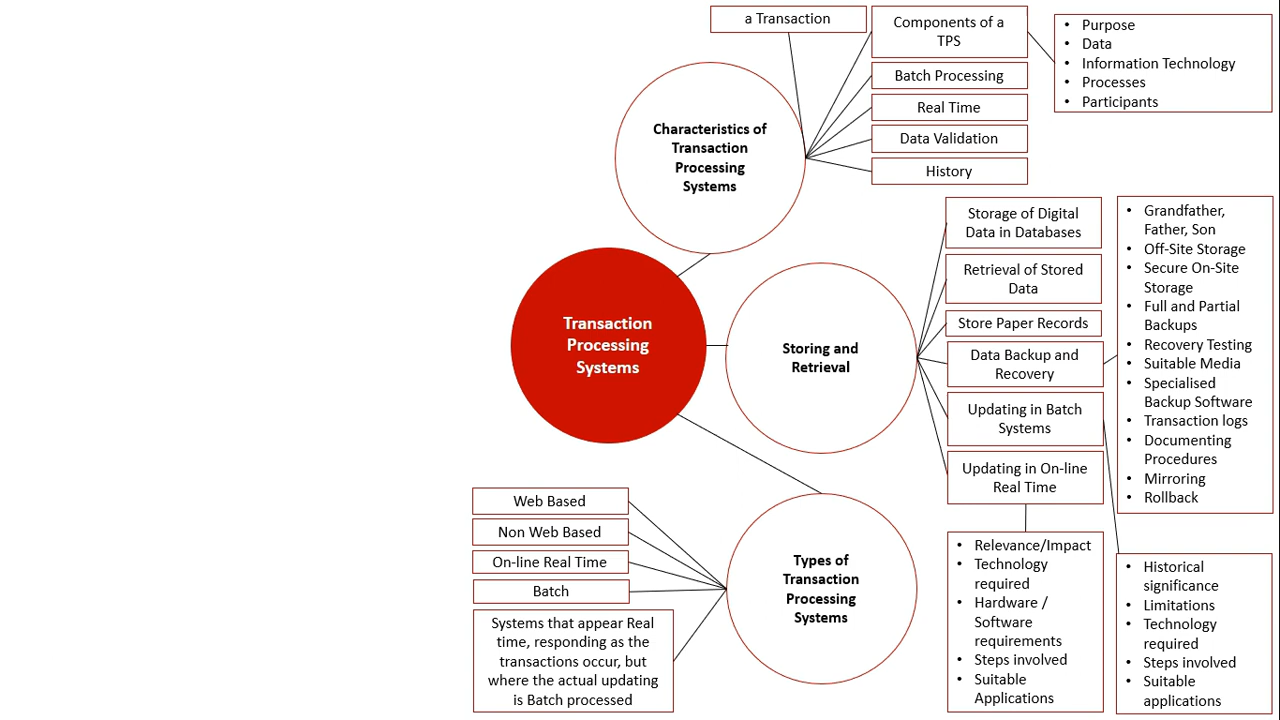 a Transaction
Components of a
TPS
• Purpose
• Data
• Information Technology
• Processes
• Participants
Batch Processing
Real Time
Data Validation
History
Characteristics of
Transaction
Processing
Systems
Transaction
Processing
Systems
Storing and
Retrieval
Storage of Digital
Data in Databases
Retrieval of Stored
Data
Store Paper Records
Data Backup and
Recovery
Updating in Batch
Systems
Updating in On-line
Real Time
• Grandfather,
Father, Son
• Off-Site Storage
• Secure On-Site
Storage
• Full and Partial
Backups
• Recovery Testing
• Suitable Media
• Specialised
Backup Software
• Transaction logs
• Documenting
Procedures
• Mirroring
• Rollback
Web Based
Non Web Based
On-line Real Time
Batch
Systems that appear Real
time, responding as the
transactions occur, but
where the actual updating
is Batch processed
Types of
Transaction
Processing
Systems
• Relevance/Impact
• Technology
required
• Hardware /
Software
requirements
• Steps involved
• Suitable
Applications
• Historical
significance
• Limitations
• Technology
required
• Steps involved
• Suitable
applications